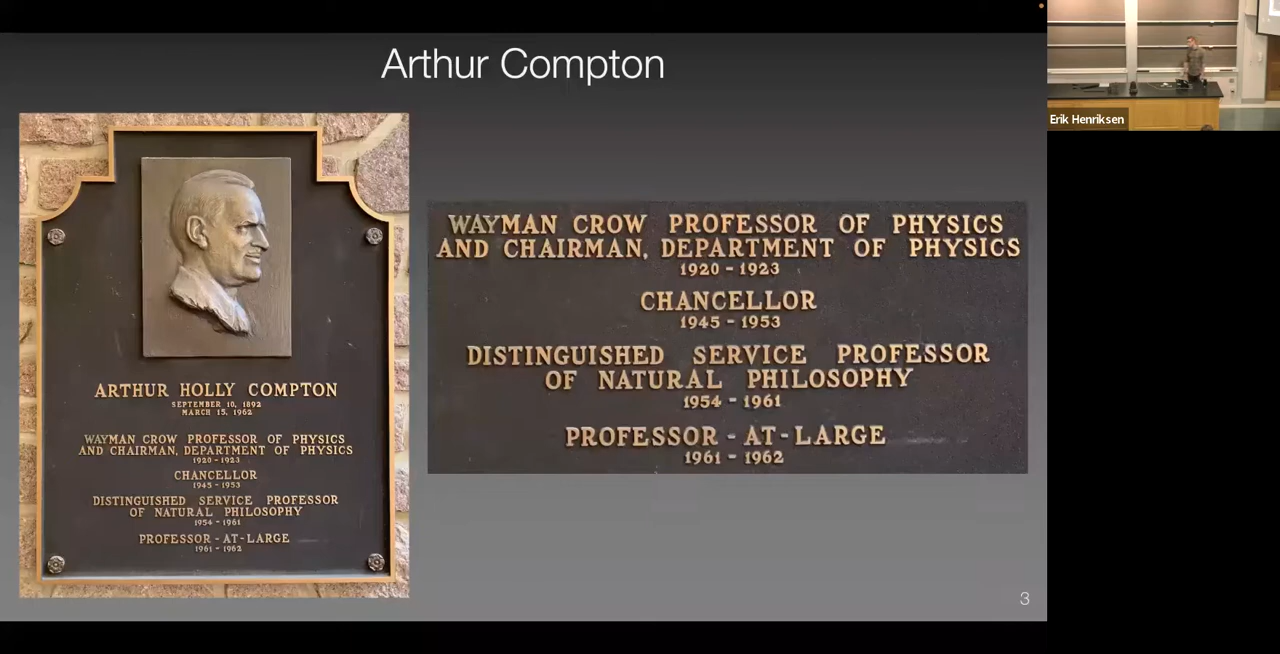 Arthur Compton
ARTHUR HOLLY COMPTON
SEPTEMBER 10, 1892
MARCH 15, 1962
WAYMAN CROW PROFESSOR OF PHYSICS
AND CHAIRMAN, DEPARTMENT OF PHYSICS
1920 - 1923
CHANCELLOR
1945 - 1953
DISTINGUISHED SERVICE PROFESSOR
OF NATURAL PHILOSOPHY
1954 - 1961
PROFESSOR - AT - LARGE
1961 - 1962
WAYMAN CROW PROFESSOR OF PHYSICS
AND CHAIRMAN, DEPARTMENT OF PHYSICS
1920 - 1923
CHANCELLOR
1945 - 1953
DISTINGUISHED SERVICE PROFESSOR
OF NATURAL PHILOSOPHY
1954 - 1961
PROFESSOR - AT - LARGE
1961 - 1962
3
Erik Henriksen